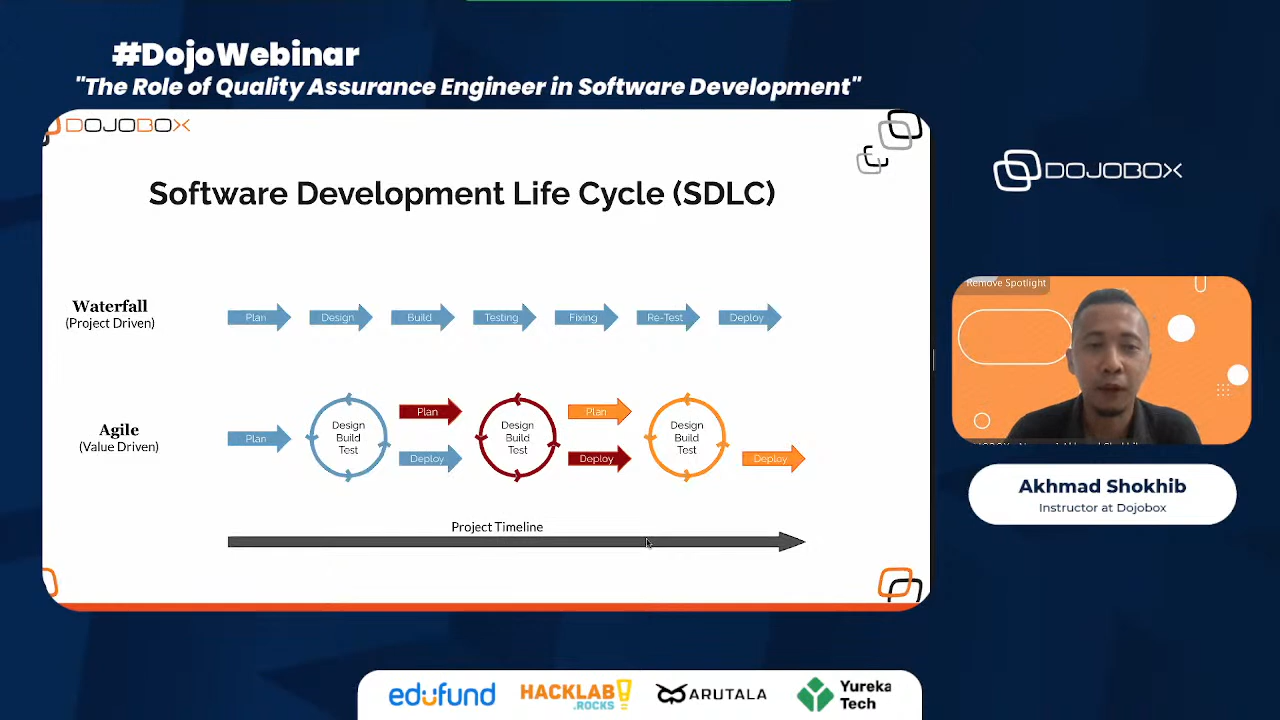 #DojoWebinar
"The Role of Quality Assurance Engineer in Software Development"
DOJOBOX
Software Development Life Cycle (SDLC)
Waterfall
(Project Driven)
Plan
Design
Build
Testing
Fixing
Re-Test
Deploy
Agile
(Value Driven)
Plan
Design
Build
Test
Plan
Deploy
Design
Build
Test
Plan
Deploy
Design
Build
Test
Deploy
Project Timeline
DOJOBOX
Remove Spotlight
Akhmad Shokhib
Instructor at Dojobox
edufund
HACKLAB!
.ROCKS
ARUTALA
Yureka
Tech